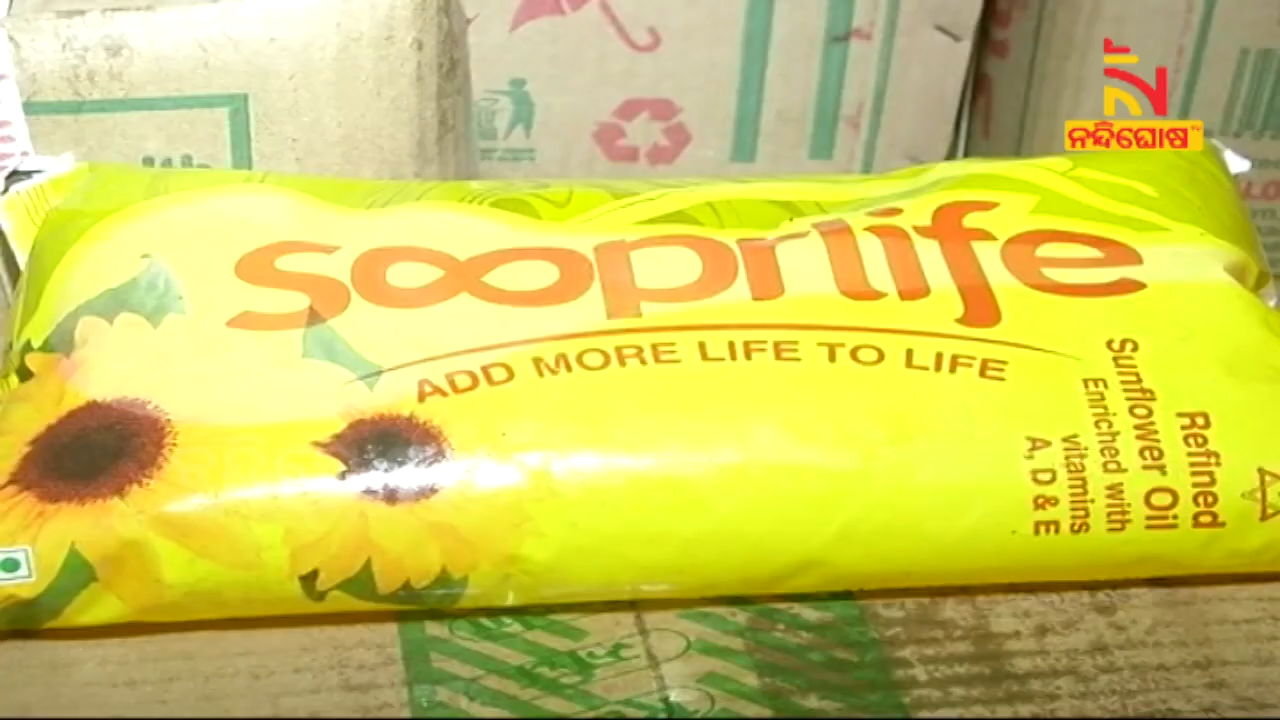 ନନ୍ଦିଘୋଷ
sooprlife
ADD MORE LIFE TO LIFE
Refined
Sunflower Oil
Enriched with
vitamins
A, D & E